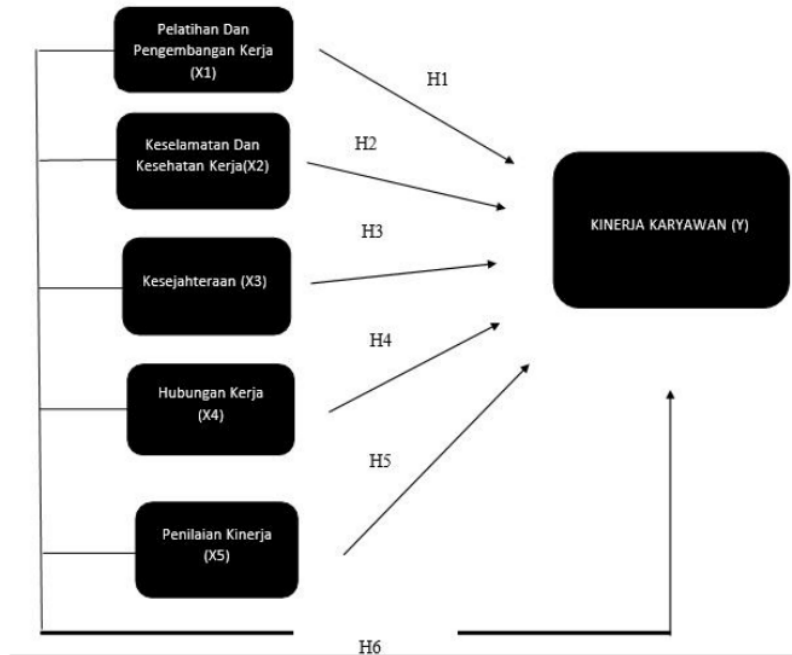 Pelatihan Dan
Pengembangan Kerja
(X1)
H1
Keselamatan Dan
Kesehatan Kerja(X2)
H2
KINERJA KARYAWAN (Y)
H3
Kesejahteraan (X3)
H4
Hubungan Kerja
(X4)
H5
Penilaian Kinerja
(X5)
H6